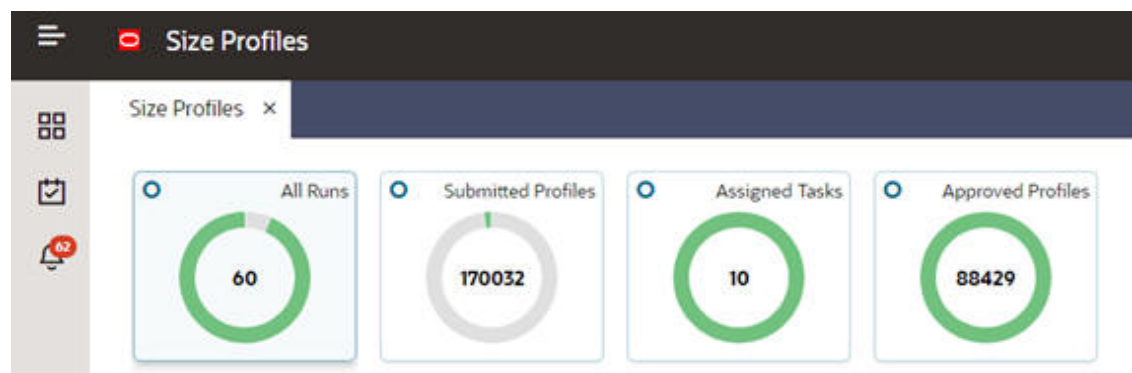 Size Profiles
Size Profiles ×
62
All Runs
60
Submitted Profiles
170032
Assigned Tasks
10
Approved Profiles
88429